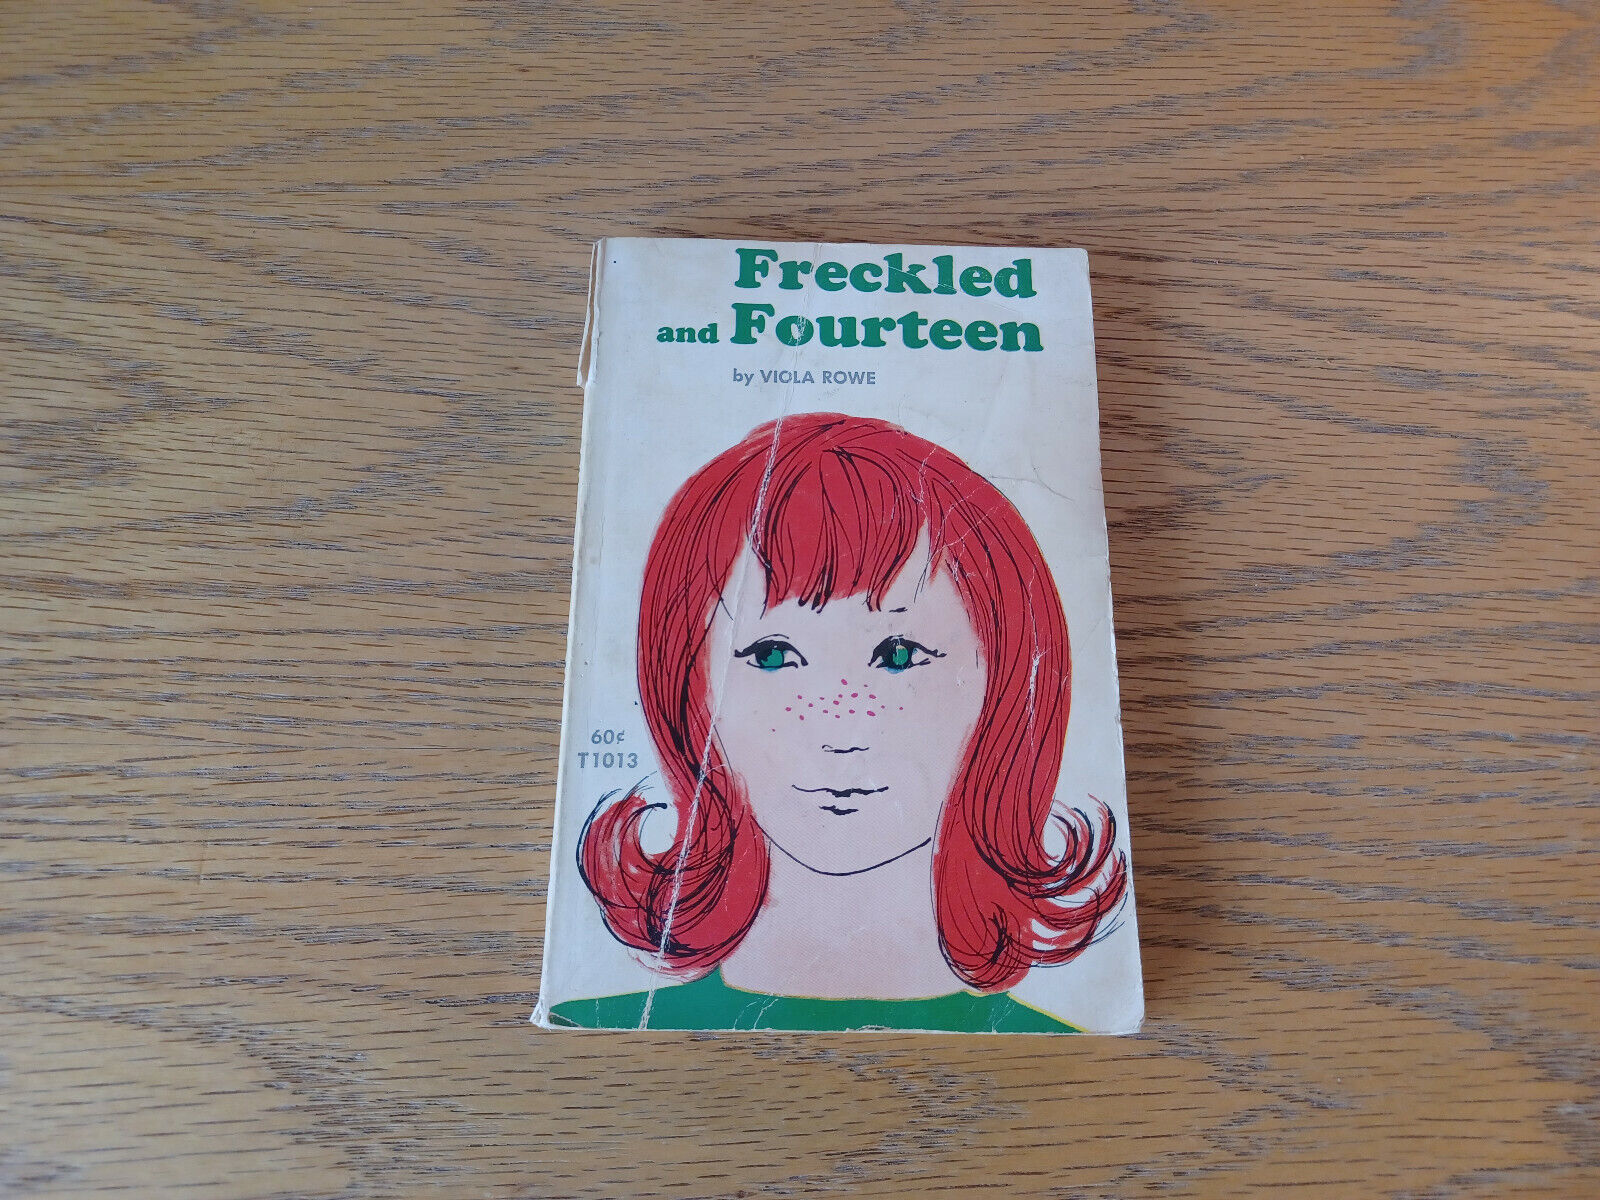 Freckled
and Fourteen
by VIOLA ROWE
60¢
T1013